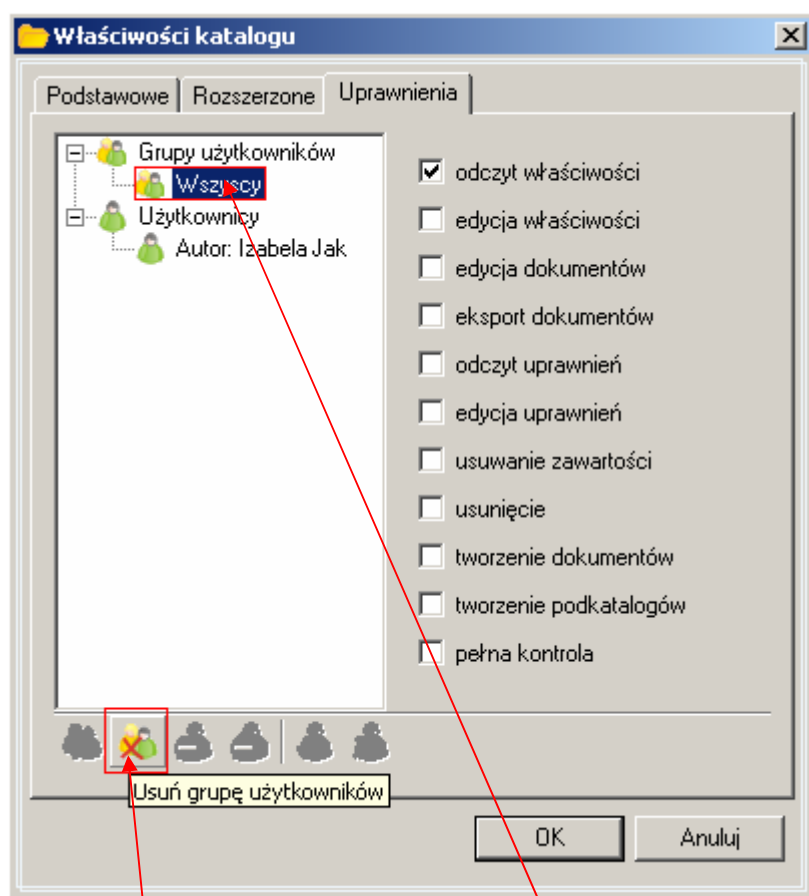 Właściwości katalogu
Podstawowe
Rozszerzone
Uprawnienia
Grupy użytkowników
Wszyscy
Użytkownicy
Autor: Izabela Jak
odczyt właściwości
edycja właściwości
edycja dokumentów
eksport dokumentów
odczyt uprawnień
edycja uprawnień
usuwanie zawartości
usunięcie
tworzenie dokumentów
tworzenie podkatalogów
pełna kontrola
Usuń grupę użytkowników
OK
Anuluj